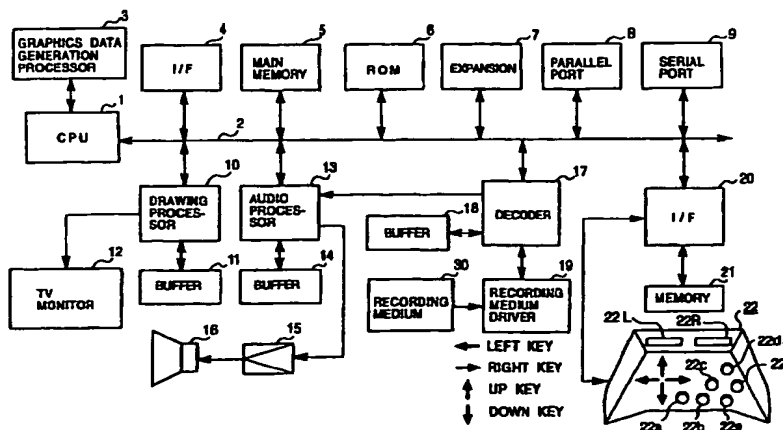 3
4
5
6
7
8
9
GRAPHICS DATA
GENERATION
PROCESSOR
I/F
MAIN
MEMORY
ROM
EXPANSION
PARALLEL
PORT
SERIAL
PORT
1
CPU
2
10
13
17
20
DRAWING
PROCES-
SOR
AUDIO
PROCES-
SOR
18
BUFFER
DECODER
I/F
12
TV
MONITOR
11
BUFFER
14
BUFFER
30
RECORDING
MEDIUM
19
RECORDING
MEDIUM
DRIVER
21
MEMORY
16
15
LEFT KEY
RIGHT KEY
UP KEY
DOWN KEY
22L
22R
22
22d
22c
22a
22b
22e